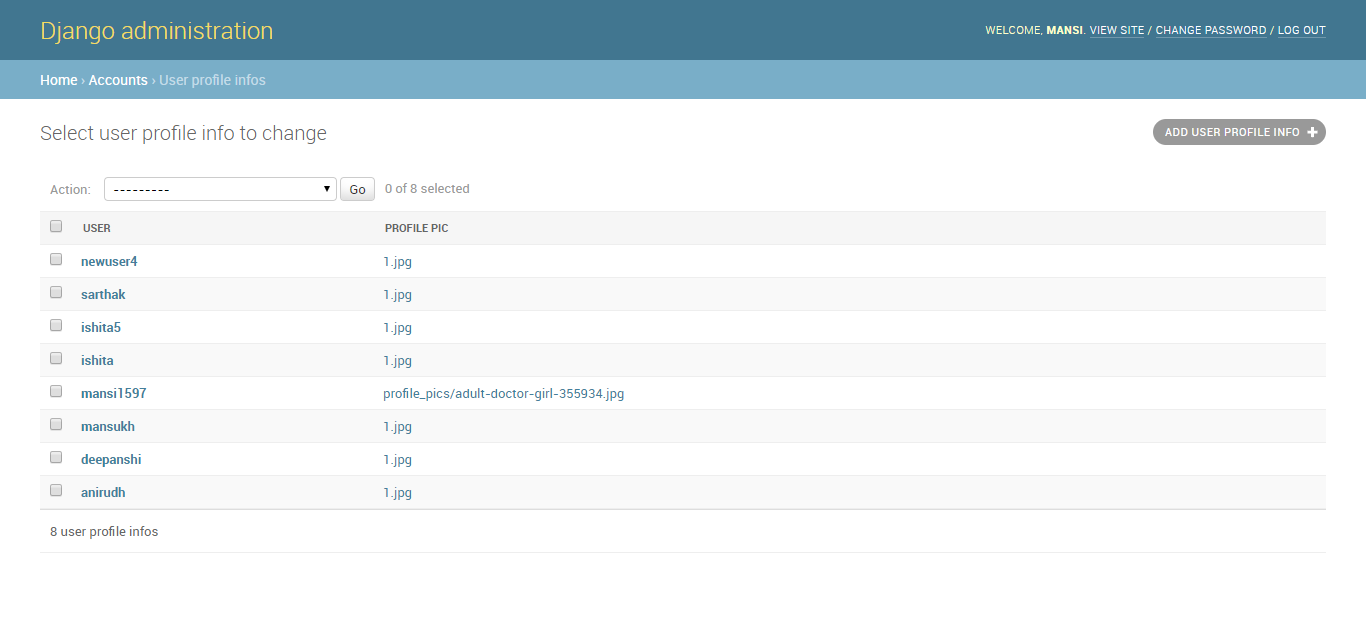 Django administration
WELCOME, MANSI. VIEW SITE / CHANGE PASSWORD / LOG OUT
Home › Accounts › User profile infos
Select user profile info to change
ADD USER PROFILE INFO +
Action: --------- Go 0 of 8 selected
USER PROFILE PIC
newuser4 1.jpg
sarthak 1.jpg
ishita5 1.jpg
ishita 1.jpg
mansi1597 profile_pics/adult-doctor-girl-355934.jpg
mansukh 1.jpg
deepanshi 1.jpg
anirudh 1.jpg
8 user profile infos